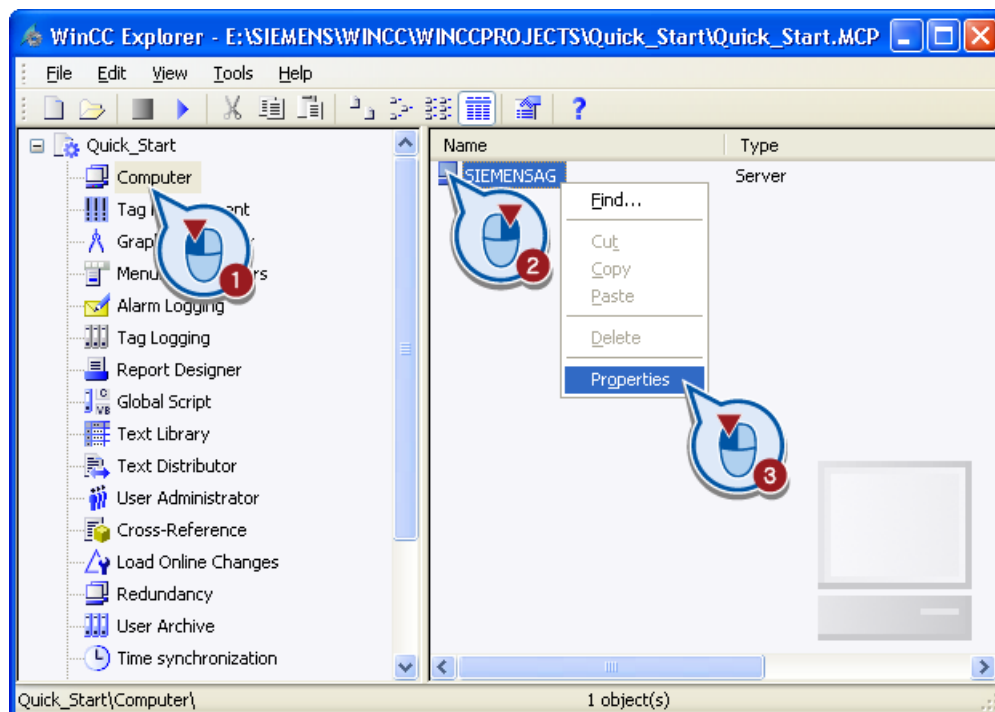 WinCC Explorer - E:\SIEMENS\WINCC\WINCCPROJECTS\Quick_Start\Quick_Start.MCP
File Edit View Tools Help
Quick_Start
Computer
Tag
Alarm Logging
Tag Logging
Report Designer
Global Script
Text Library
Text Distributor
User Administrator
Cross-Reference
Load Online Changes
Redundancy
User Archive
Time synchronization
Name Type
SIEMENSAG Server
Find...
Cut
Copy
Paste
Delete
Properties
1
2
3
Quick_Start\Computer\ 1 object(s)